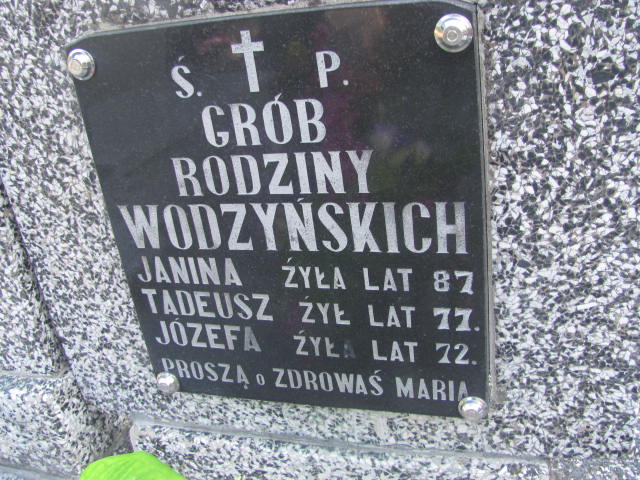 Ś. P.
GRÓB
RODZINY
WODZYŃSKICH
JANINA ŻYŁA LAT 87
TADEUSZ ŻYŁ LAT 77.
JÓZEFA ŻYŁA LAT 72.
PROSZĄ o ZDROWAŚ MARIA